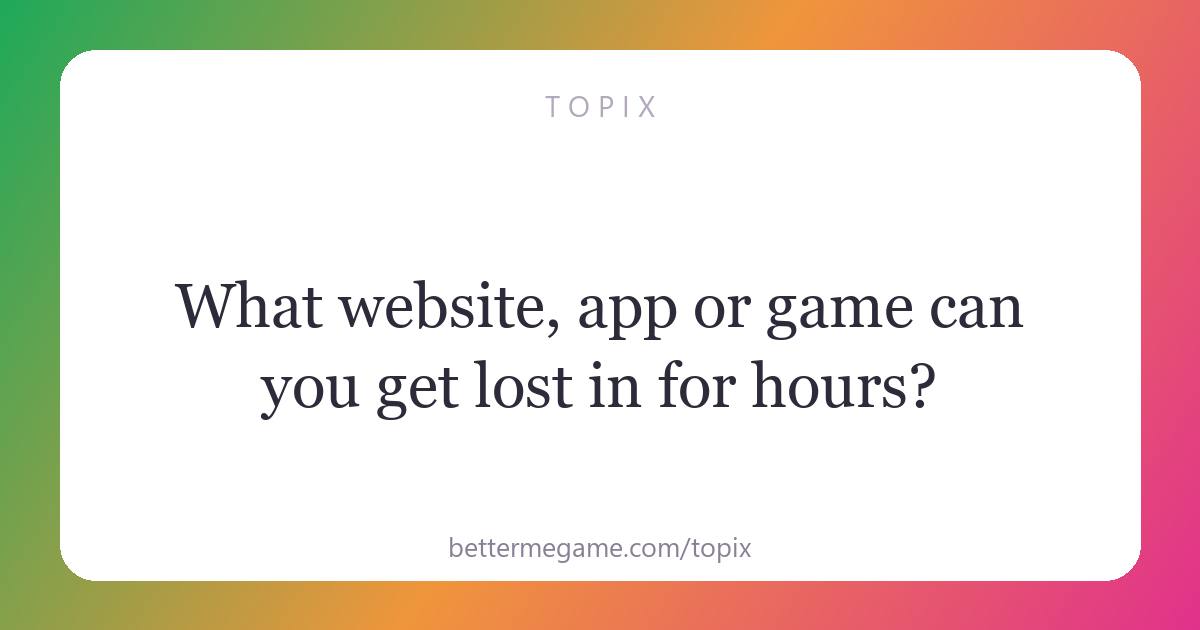 TOPIX
What website, app or game can
you get lost in for hours?
bettermegame.com/topix